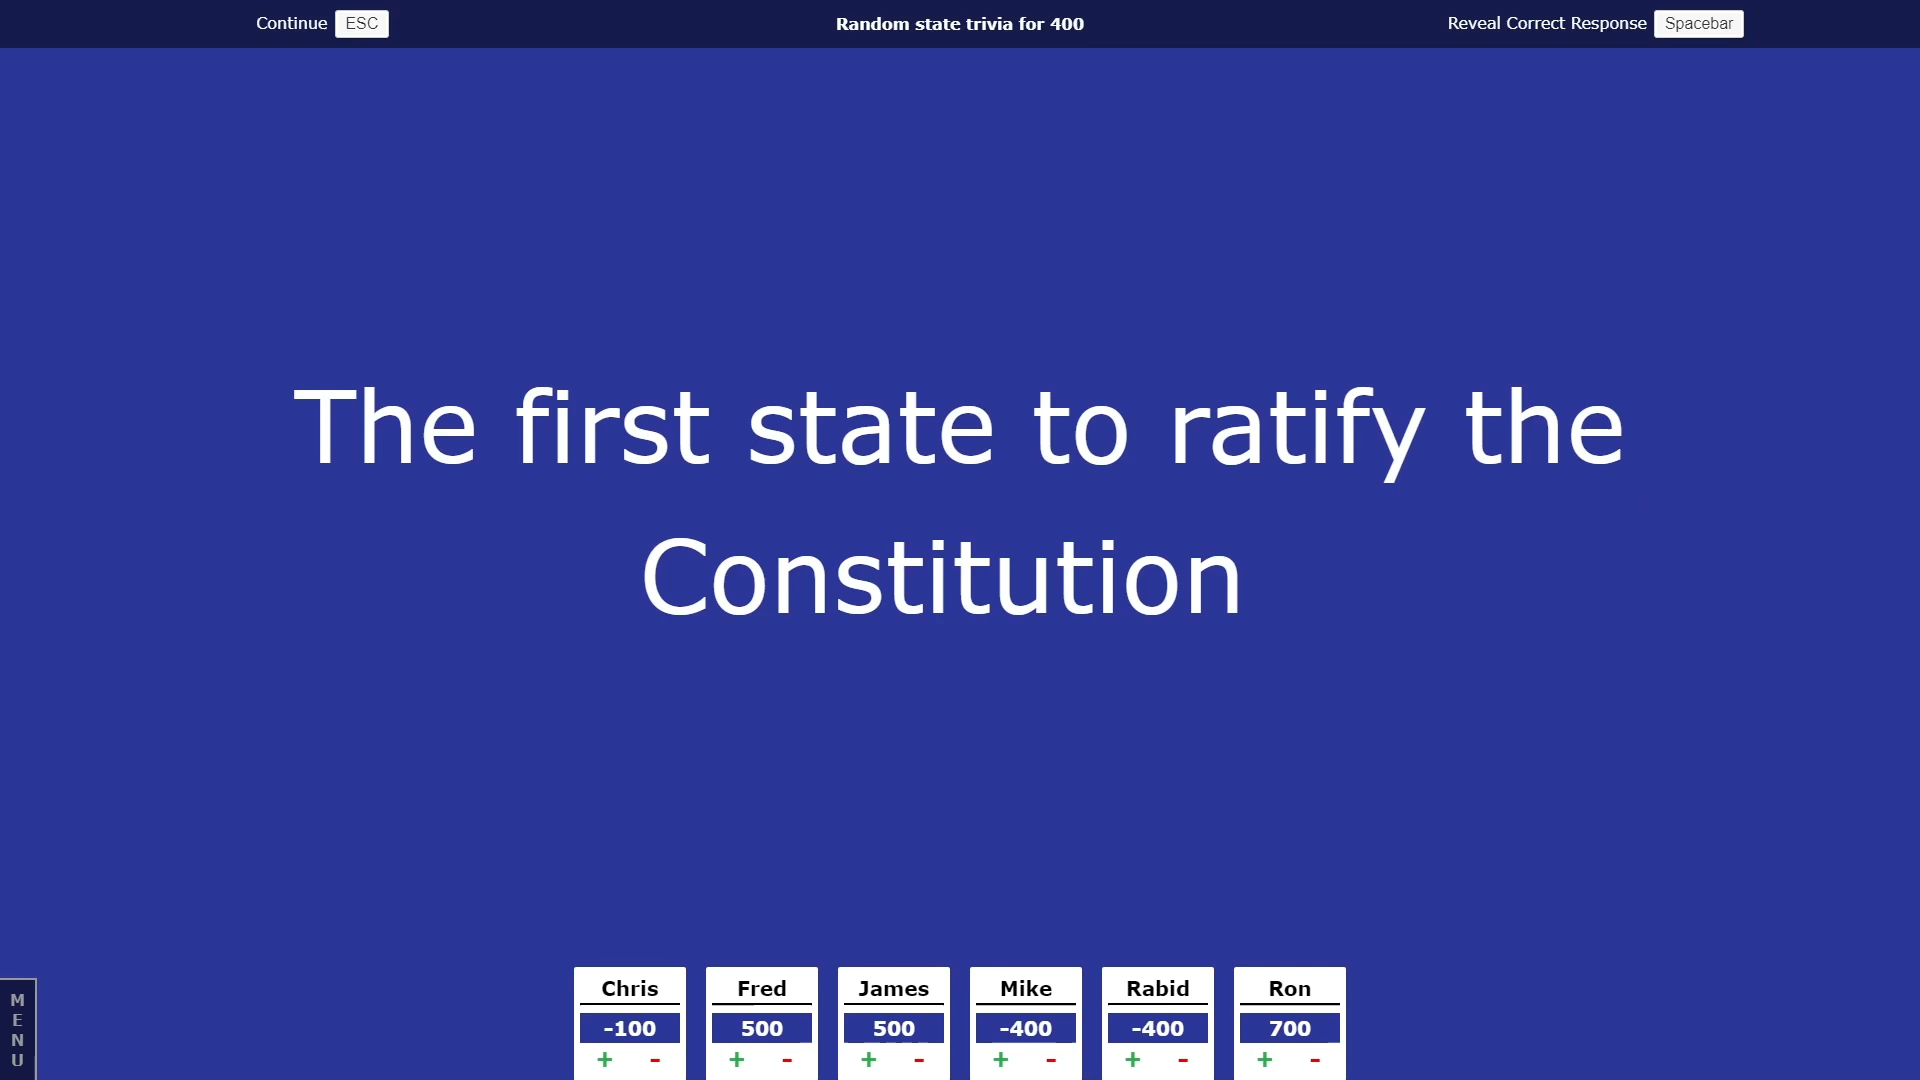 Continue ESC Random state trivia for 400 Reveal Correct Response Spacebar
The first state to ratify the
Constitution
MENU
Chris Fred James Mike Rabid Ron
-100 500 500 -400 -400 700
+ - + - + - + - + - + -